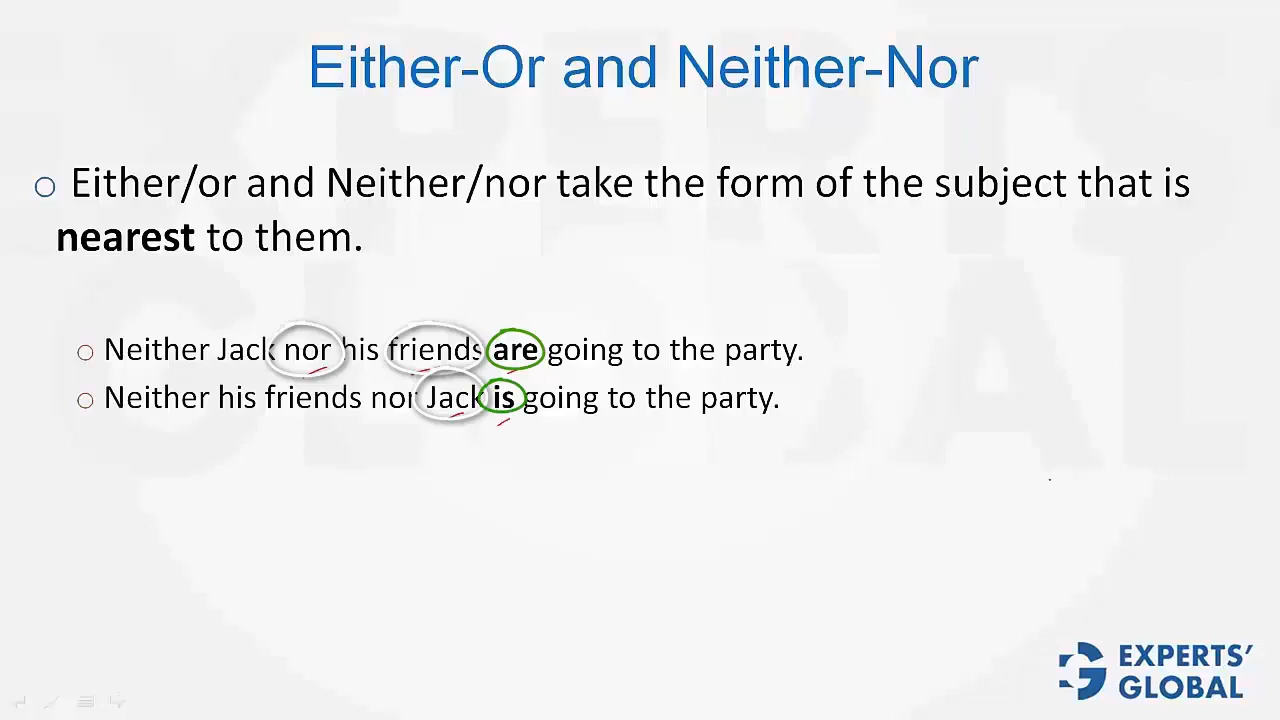 Either-Or and Neither-Nor
○ Either/or and Neither/nor take the form of the subject that is
nearest to them.
○ Neither Jack nor his friends are going to the party.
○ Neither his friends nor Jack is going to the party.
EXPERTS’
GLOBAL